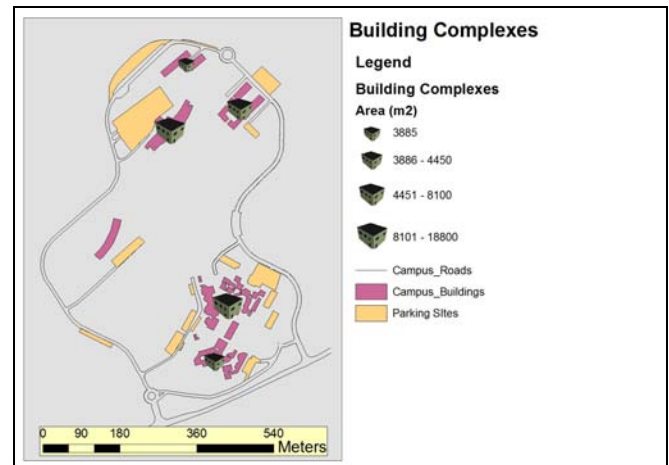 Building Complexes
Legend
Building Complexes
Area (m2)
3885
3886 - 4450
4451 - 8100
8101 - 18800
Campus_Roads
Campus_Buildings
Parking SItes
0 90 180 360 540
Meters